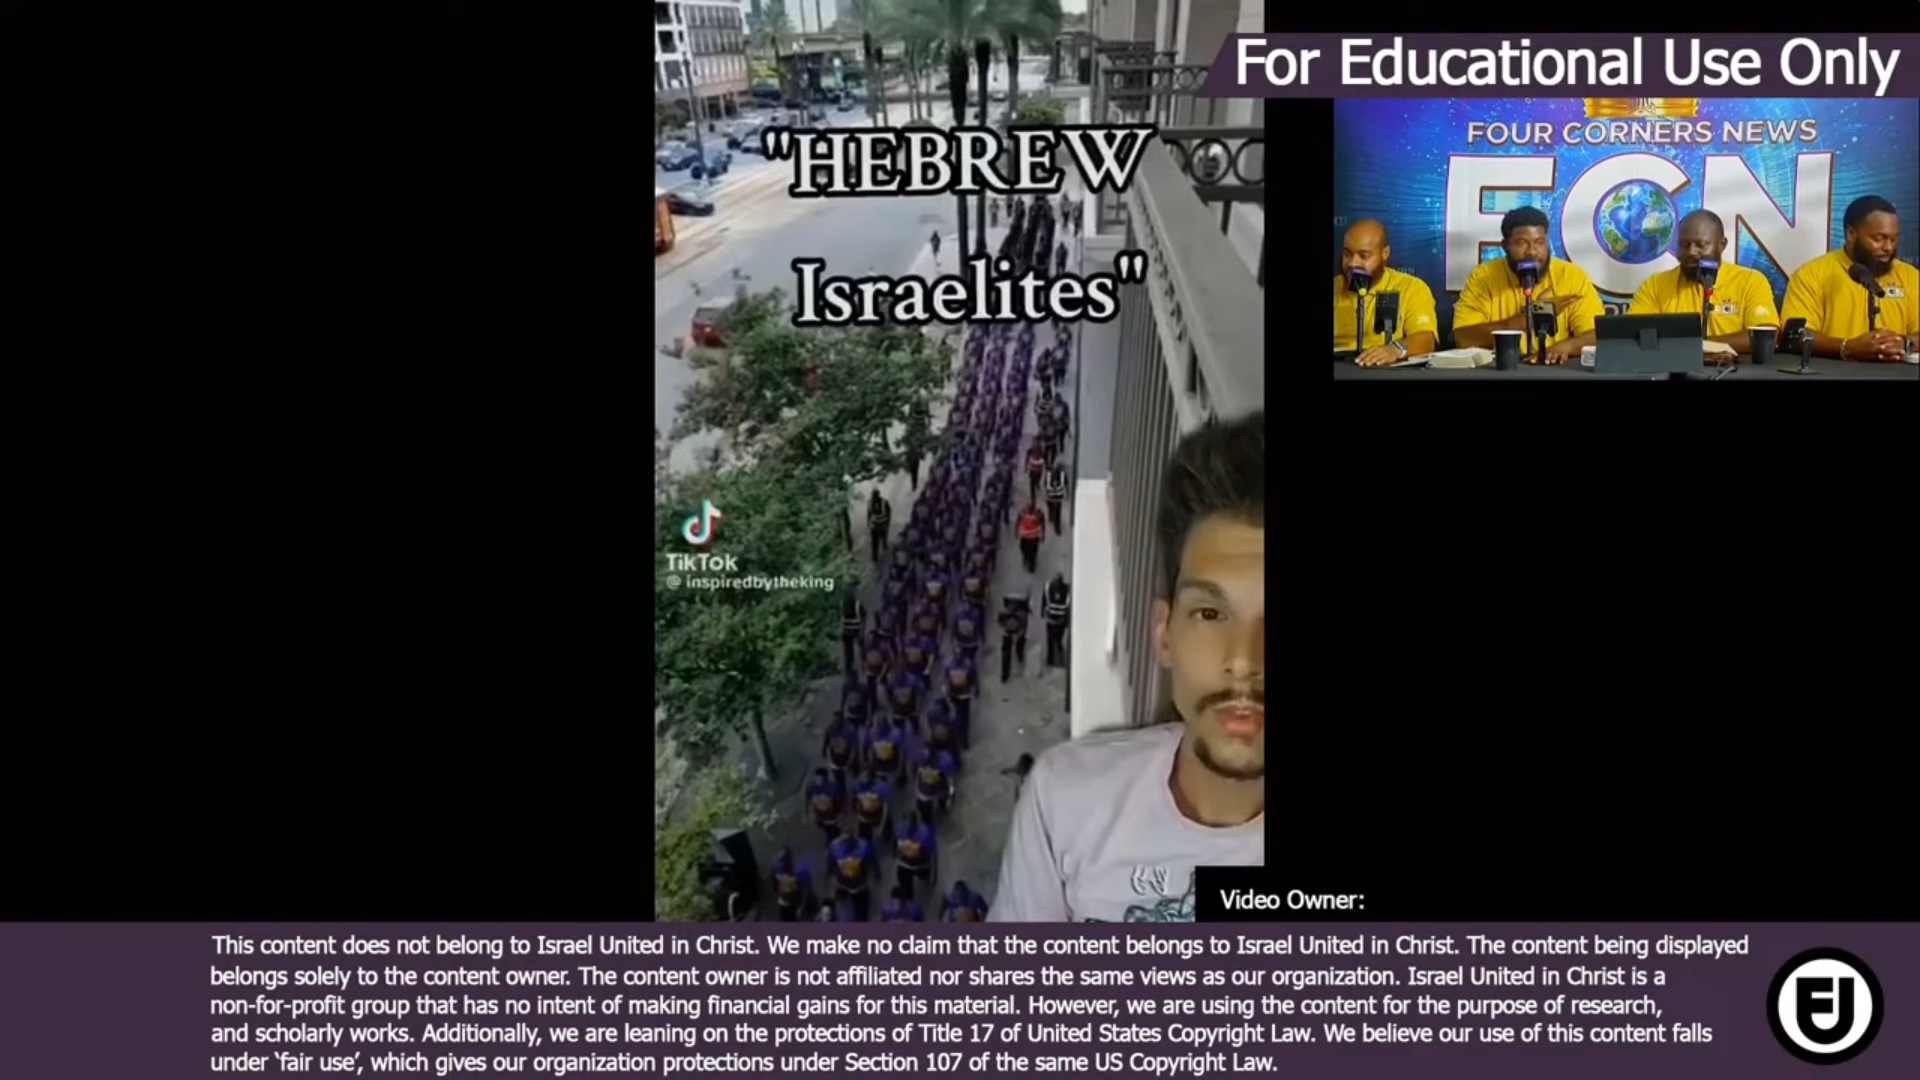 For Educational Use Only
FOUR CORNERS NEWS
FCN
"HEBREW
Israelites"
TikTok
@ inspiredbytheking
Video Owner:
This content does not belong to Israel United in Christ. We make no claim that the content belongs to Israel United in Christ. The content being displayed
belongs solely to the content owner. The content owner is not affiliated nor shares the same views as our organization. Israel United in Christ is a
non-for-profit group that has no intent of making financial gains for this material. However, we are using the content for the purpose of research,
and scholarly works. Additionally, we are leaning on the protections of Title 17 of United States Copyright Law. We believe our use of this content falls
under ‘fair use’, which gives our organization protections under Section 107 of the same US Copyright Law.